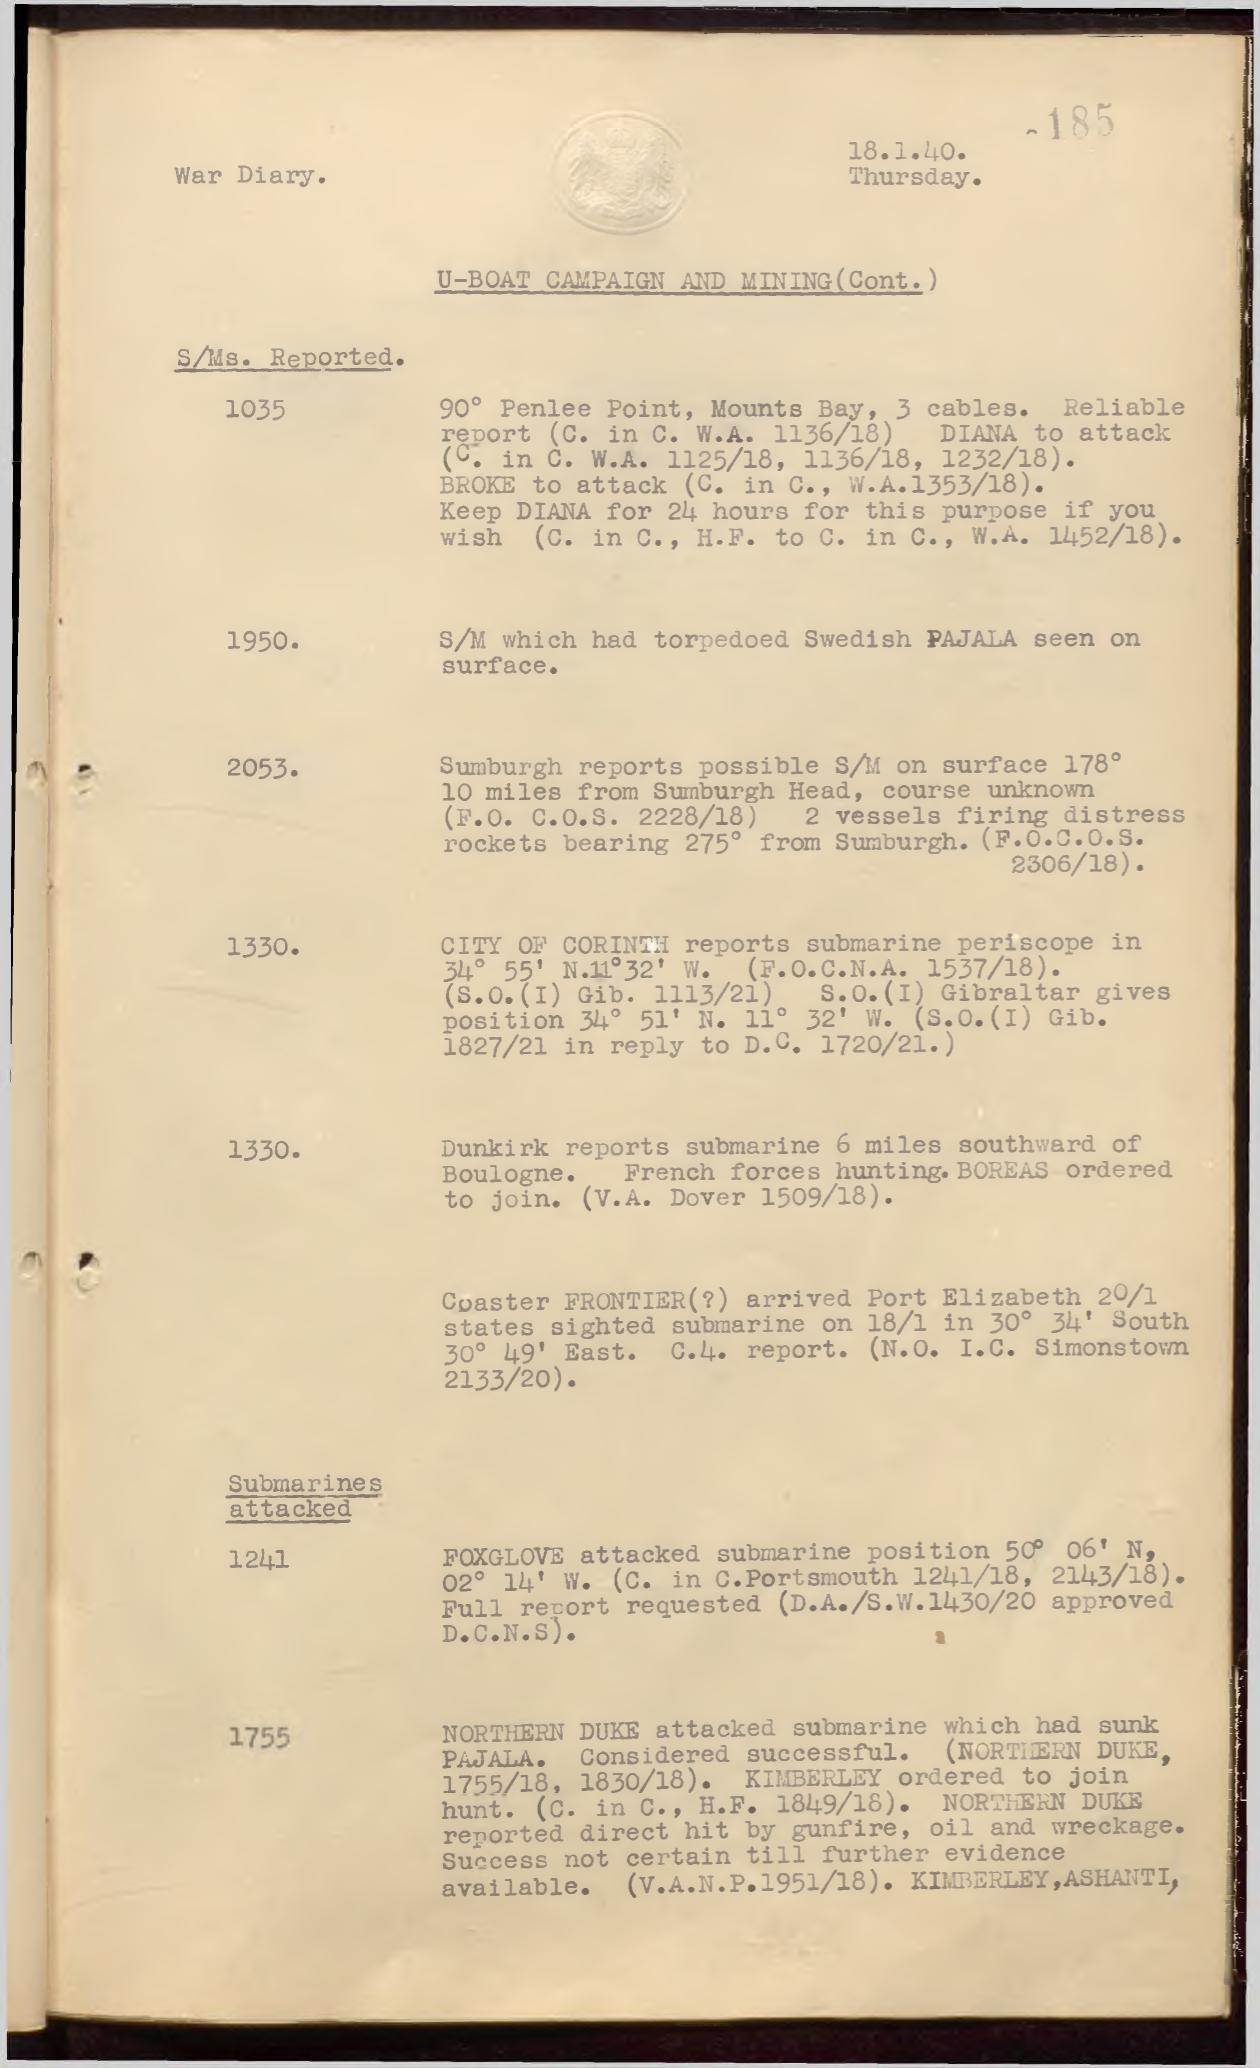 185
18.1.40.
War Diary. Thursday.
U-BOAT CAMPAIGN AND MINING(Cont.)
S/Ms. Reported.
1035 90° Penlee Point, Mounts Bay, 3 cables. Reliable
report (C. in C. W.A. 1136/18) DIANA to attack
(C. in C. W.A. 1125/18, 1136/18, 1232/18).
BROKE to attack (C. in C., W.A.1353/18).
Keep DIANA for 24 hours for this purpose if you
wish (C. in C., H.F. to C. in C., W.A. 1452/18).
1950. S/M which had torpedoed Swedish PAJALA seen on
surface.
2053. Sumburgh reports possible S/M on surface 178°
10 miles from Sumburgh Head, course unknown
(F.O. C.O.S. 2228/18) 2 vessels firing distress
rockets bearing 275° from Sumburgh. (F.O.C.O.S.
2306/18).
1330. CITY OF CORINTH reports submarine periscope in
34° 55' N.11°32' W. (F.O.C.N.A. 1537/18).
(S.O.(I) Gib. 1113/21) S.O.(I) Gibraltar gives
position 34° 51' N. 11° 32' W. (S.O.(I) Gib.
1827/21 in reply to D.C. 1720/21.)
1330. Dunkirk reports submarine 6 miles southward of
Boulogne. French forces hunting. BOREAS ordered
to join. (V.A. Dover 1509/18).
Coaster FRONTIER(?) arrived Port Elizabeth 20/1
states sighted submarine on 18/1 in 30° 34' South
30° 49' East. C.4. report. (N.O. I.C. Simonstown
2133/20).
Submarines
attacked
1241 FOXGLOVE attacked submarine position 50° 06' N,
02° 14' W. (C. in C.Portsmouth 1241/18, 2143/18).
Full report requested (D.A./S.W.1430/20 approved
D.C.N.S).
1755 NORTHERN DUKE attacked submarine which had sunk
PAJALA. Considered successful. (NORTHERN DUKE,
1755/18, 1830/18). KIMBERLEY ordered to join
hunt. (C. in C., H.F. 1849/18). NORTHERN DUKE
reported direct hit by gunfire, oil and wreckage.
Success not certain till further evidence
available. (V.A.N.P.1951/18). KIMBERLEY,ASHANTI,